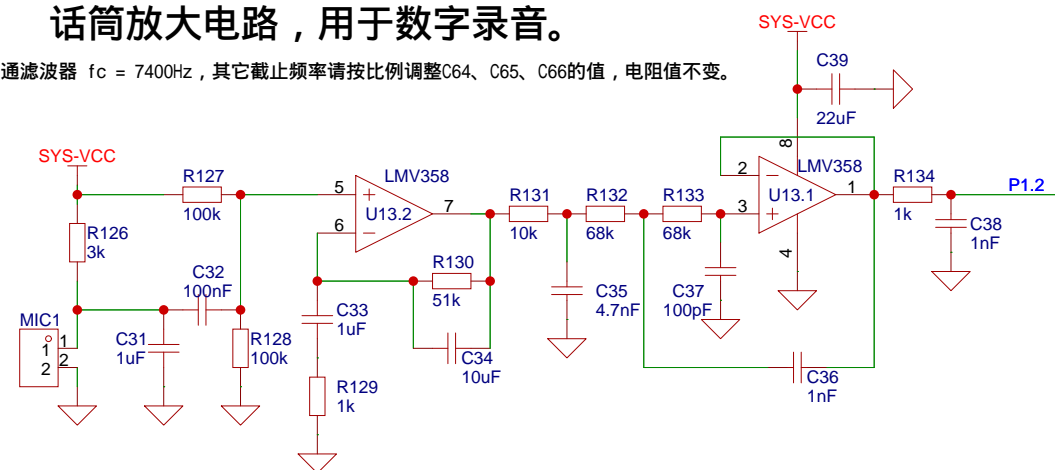 话筒放大电路，用于数字录音。
通滤波器 fc = 7400Hz，其它截止频率请按比例调整C64、C65、C66的值，电阻值不变。
SYS-VCC
C39
22uF
SYS-VCC
R127
100k
LMV358
5
6
7
U13.2
R126
3k
C32
100nF
R130
51k
R131
10k
R132
68k
R133
68k
8
LMV358
2
3
1
U13.1
4
R134
1k
P1.2
C38
1nF
MIC1
1
1
2
2
C31
1uF
R128
100k
C33
1uF
C34
10uF
C35
4.7nF
C37
100pF
C36
1nF
R129
1k